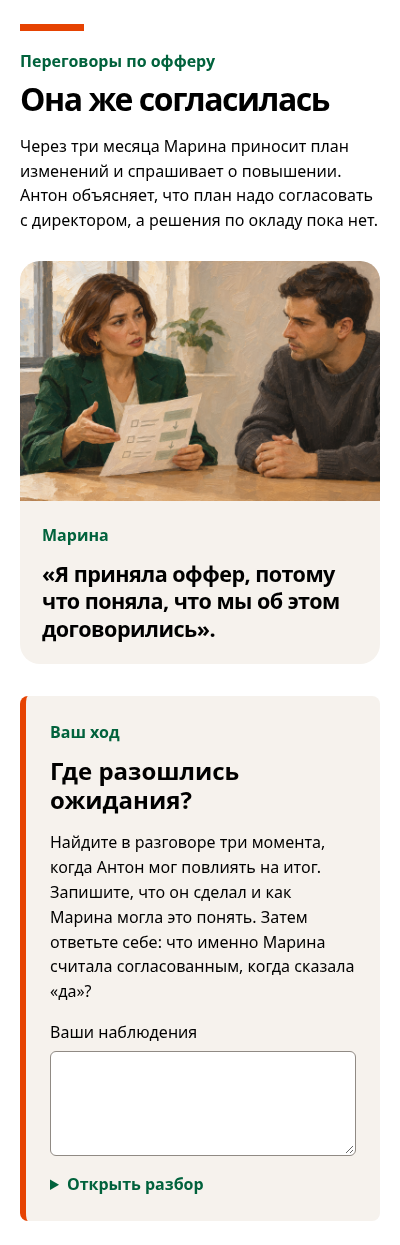 Переговоры по офферу
Она же согласилась
Через три месяца Марина приносит план
изменений и спрашивает о повышении.
Антон объясняет, что план надо согласовать
с директором, а решения по окладу пока нет.
Марина
«Я приняла оффер, потому
что поняла, что мы об этом
договорились».
Ваш ход
Где разошлись
ожидания?
Найдите в разговоре три момента,
когда Антон мог повлиять на итог.
Запишите, что он сделал и как
Марина могла это понять. Затем
ответьте себе: что именно Марина
считала согласованным, когда сказала
«да»?
Ваши наблюдения
Открыть разбор